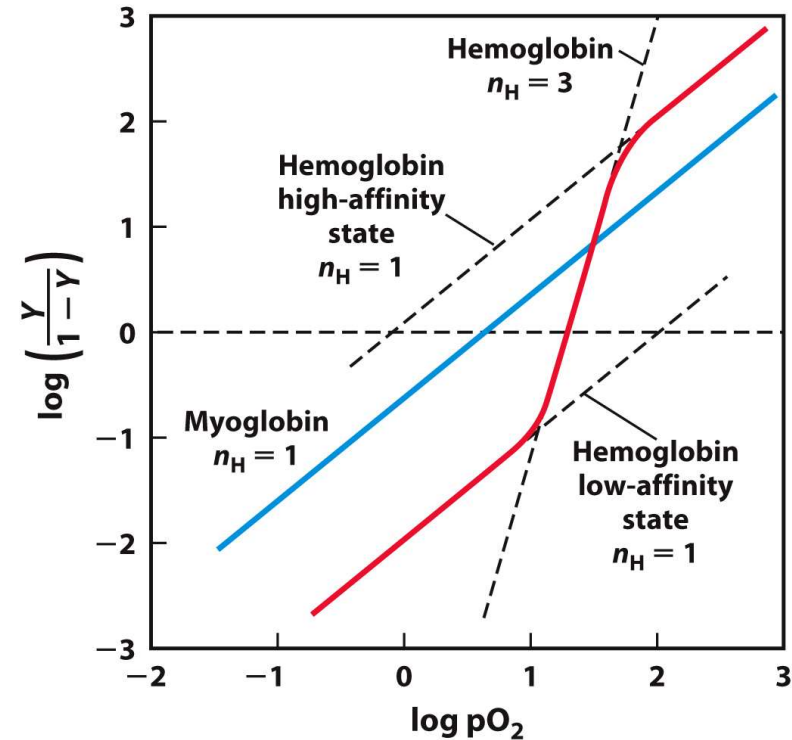 3
2
1
0
−1
−2
−3
log (Y / 1 − Y)
Hemoglobin
nH = 3
Hemoglobin
high-affinity
state
nH = 1
Myoglobin
nH = 1
Hemoglobin
low-affinity
state
nH = 1
−2 −1 0 1 2 3
log pO2